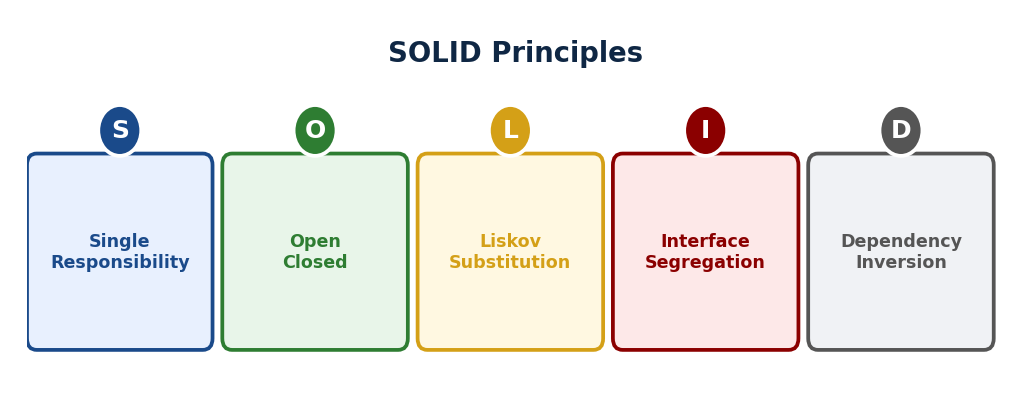 SOLID Principles
S
O
L
I
D
Single
Responsibility
Open
Closed
Liskov
Substitution
Interface
Segregation
Dependency
Inversion